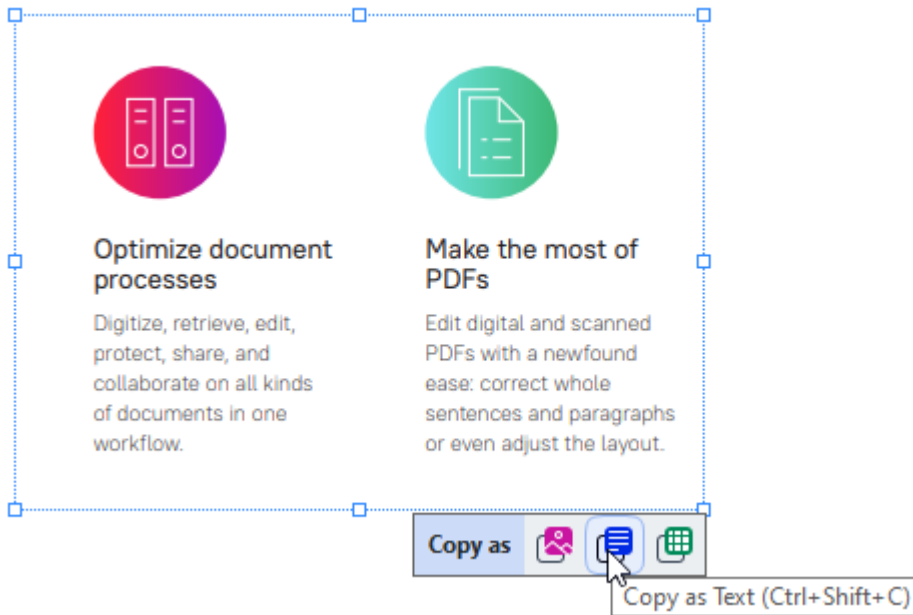 Optimize document
processes
Digitize, retrieve, edit,
protect, share, and
collaborate on all kinds
of documents in one
workflow.
Make the most of
PDFs
Edit digital and scanned
PDFs with a newfound
ease: correct whole
sentences and paragraphs
or even adjust the layout.
Copy as
Copy as Text (Ctrl+Shift+C)